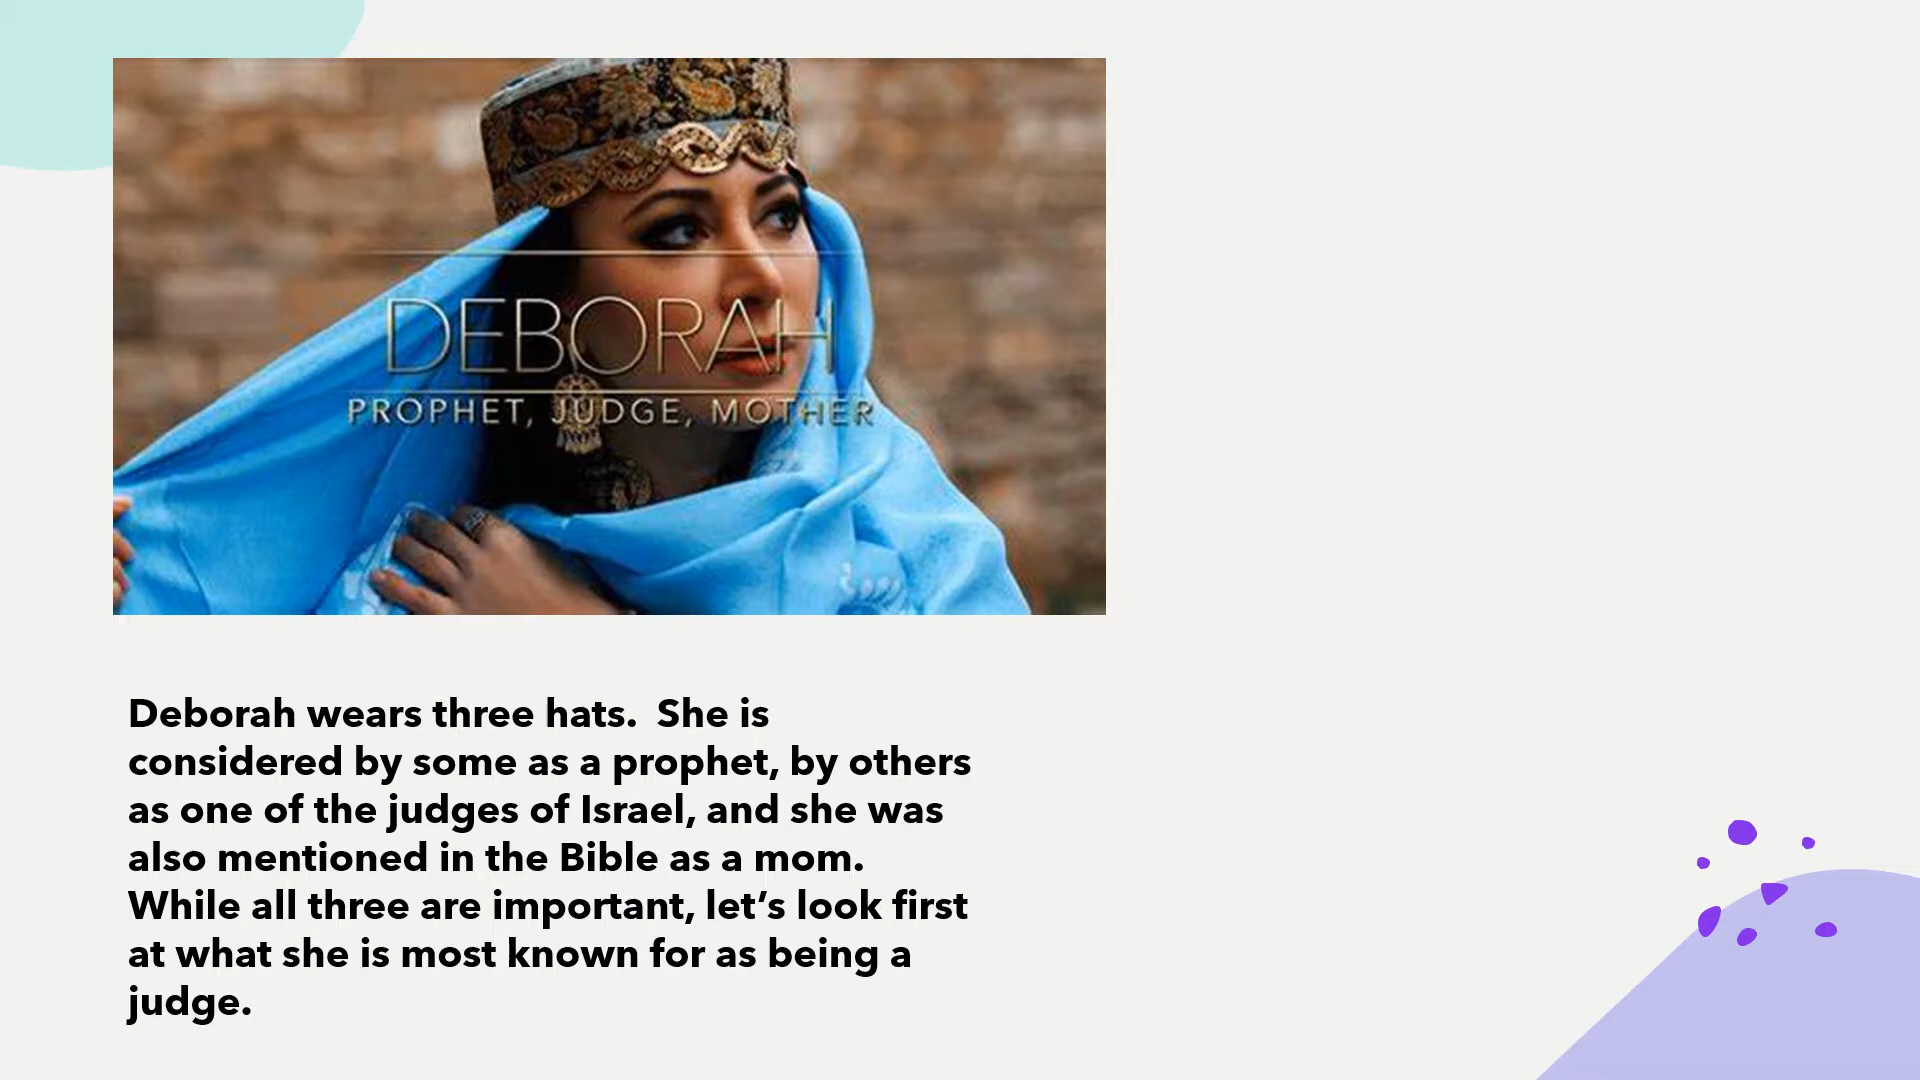 DEBORAH
PROPHET, JUDGE, MOTHER
Deborah wears three hats.  She is
considered by some as a prophet, by others
as one of the judges of Israel, and she was
also mentioned in the Bible as a mom.
While all three are important, let’s look first
at what she is most known for as being a
judge.